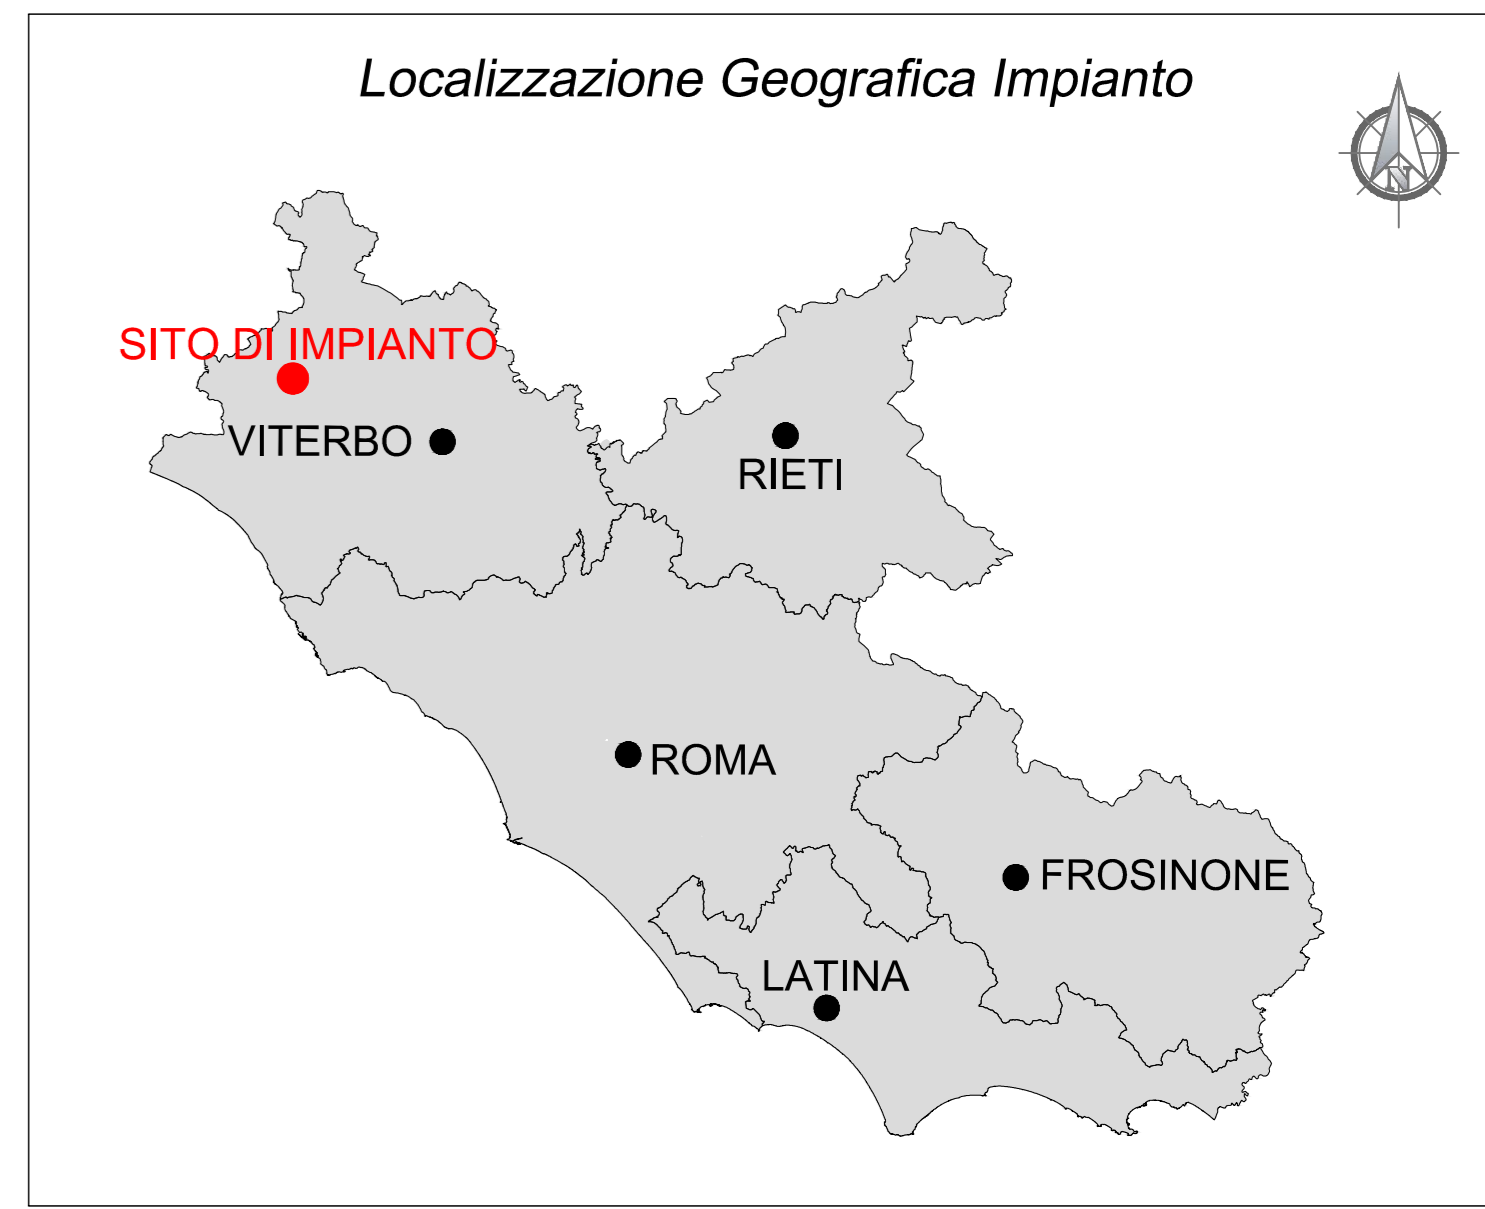 Localizzazione Geografica Impianto
N
SITO DI IMPIANTO
VITERBO
RIETI
ROMA
FROSINONE
LATINA